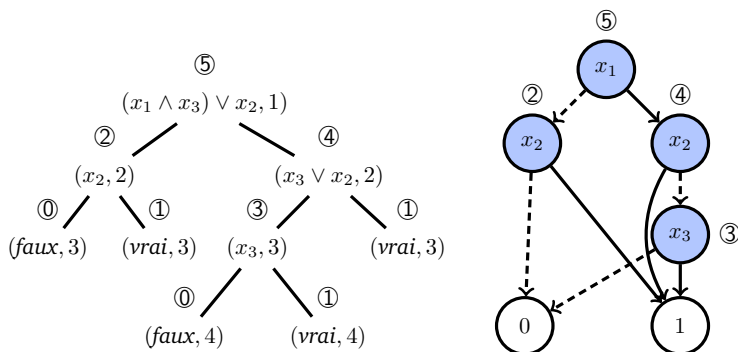 ⑤ ⑤
(x₁ ∧ x₃) ∨ x₂, 1) x₁
② ④ ② ④
(x₂, 2) (x₃ ∨ x₂, 2) x₂ x₂
⓪ ① ③ ①
(faux, 3) (vrai, 3) (x₃, 3) (vrai, 3) x₃ ③
⓪ ①
(faux, 4) (vrai, 4) 0 1